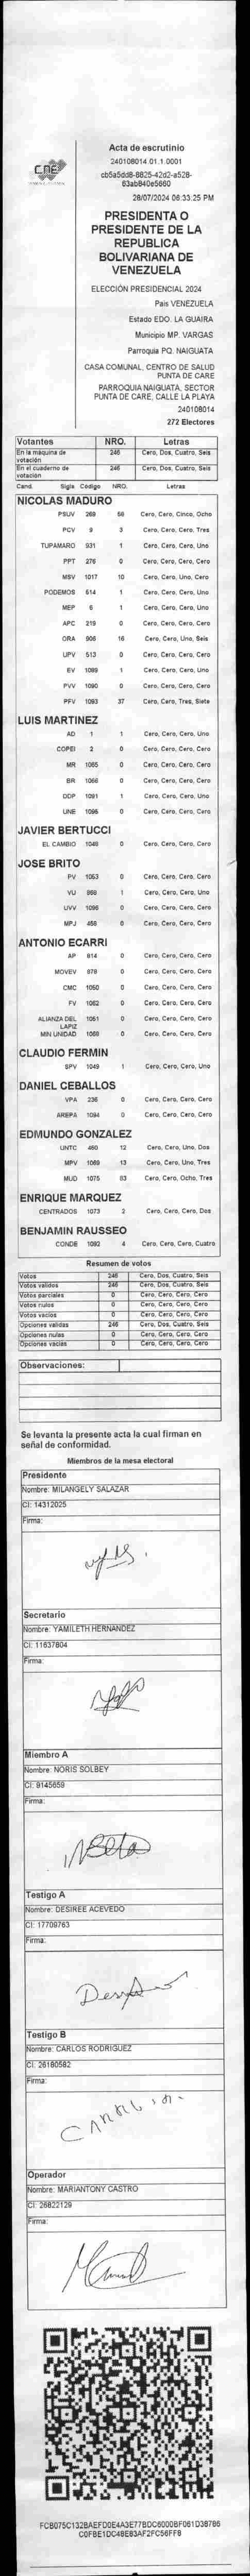 CNE
Acta de escrutinio
240108014.01.1.0001
cb5a5dd8-8825-42d2-a528-
63ab840e5660
28/07/2024 06:33:25 PM
PRESIDENTA O
PRESIDENTE DE LA
REPUBLICA
BOLIVARIANA DE
VENEZUELA
ELECCIÓN PRESIDENCIAL 2024
Pais VENEZUELA
Estado EDO. LA GUAIRA
Municipio MP. VARGAS
Parroquia PQ. NAIGUATA
CASA COMUNAL, CENTRO DE SALUD
PUNTA DE CARE
PARROQUIA NAIGUATA, SECTOR
PUNTA DE CARE, CALLE LA PLAYA
240108014
272 Electores
Votantes NRO. Letras
En la máquina de votación 246 Cero, Dos, Cuatro, Seis
En el cuaderno de votación 246 Cero, Dos, Cuatro, Seis
Cand. Sigla Código NRO. Letras
NICOLAS MADURO
PSUV 269 58 Cero, Cero, Cinco, Ocho
PCV 9 3 Cero, Cero, Cero, Tres
TUPAMARO 931 1 Cero, Cero, Cero, Uno
PPT 276 0 Cero, Cero, Cero, Cero
MSV 1017 10 Cero, Cero, Uno, Cero
PODEMOS 614 1 Cero, Cero, Cero, Uno
MEP 6 1 Cero, Cero, Cero, Uno
APC 219 0 Cero, Cero, Cero, Cero
ORA 906 16 Cero, Cero, Uno, Seis
UPV 513 0 Cero, Cero, Cero, Cero
EV 1089 1 Cero, Cero, Cero, Uno
PVV 1090 0 Cero, Cero, Cero, Cero
PFV 1093 37 Cero, Cero, Tres, Siete
LUIS MARTINEZ
AD 1 1 Cero, Cero, Cero, Uno
COPEI 2 0 Cero, Cero, Cero, Cero
MR 1065 0 Cero, Cero, Cero, Cero
BR 1066 0 Cero, Cero, Cero, Cero
DDP 1091 1 Cero, Cero, Cero, Uno
UNE 1095 0 Cero, Cero, Cero, Cero
JAVIER BERTUCCI
EL CAMBIO 1048 0 Cero, Cero, Cero, Cero
JOSE BRITO
PV 1053 0 Cero, Cero, Cero, Cero
VU 968 1 Cero, Cero, Cero, Uno
UVV 1096 0 Cero, Cero, Cero, Cero
MPJ 458 0 Cero, Cero, Cero, Cero
ANTONIO ECARRI
AP 814 0 Cero, Cero, Cero, Cero
MOVEV 979 0 Cero, Cero, Cero, Cero
CMC 1050 0 Cero, Cero, Cero, Cero
FV 1062 0 Cero, Cero, Cero, Cero
ALIANZA DEL LAPIZ 1051 0 Cero, Cero, Cero, Cero
MIN UNIDAD 1088 0 Cero, Cero, Cero, Cero
CLAUDIO FERMIN
SPV 1049 1 Cero, Cero, Cero, Uno
DANIEL CEBALLOS
VPA 236 0 Cero, Cero, Cero, Cero
AREPA 1094 0 Cero, Cero, Cero, Cero
EDMUNDO GONZALEZ
UNTC 460 12 Cero, Cero, Uno, Dos
MPV 1069 13 Cero, Cero, Uno, Tres
MUD 1075 83 Cero, Cero, Ocho, Tres
ENRIQUE MARQUEZ
CENTRADOS 1073 2 Cero, Cero, Cero, Dos
BENJAMIN RAUSSEO
CONDE 1092 4 Cero, Cero, Cero, Cuatro
Resumen de votos
Votos 246 Cero, Dos, Cuatro, Seis
Votos validos 246 Cero, Dos, Cuatro, Seis
Votos parciales 0 Cero, Cero, Cero, Cero
Votos nulos 0 Cero, Cero, Cero, Cero
Votos vacios 0 Cero, Cero, Cero, Cero
Opciones validas 246 Cero, Dos, Cuatro, Seis
Opciones nulas 0 Cero, Cero, Cero, Cero
Opciones vacias 0 Cero, Cero, Cero, Cero
Observaciones:
Se levanta la presente acta la cual firman en
señal de conformidad.
Miembros de la mesa electoral
Presidente
Nombre: MILANGELY SALAZAR
CI: 14312025
Firma:
Secretario
Nombre: YAMILETH HERNANDEZ
CI: 11637804
Firma:
Miembro A
Nombre: NORIS SOLBEY
CI: 9145659
Firma:
Testigo A
Nombre: DESIREE ACEVEDO
CI: 17709763
Firma:
Testigo B
Nombre: CARLOS RODRIGUEZ
CI: 26180582
Firma:
Operador
Nombre: MARIANTONY CASTRO
CI: 26822129
Firma:
FCB075C132BAEFD0E4A3E77BDC6000BF061D38786
C0FBE1DC48E83AF2FC56FF8